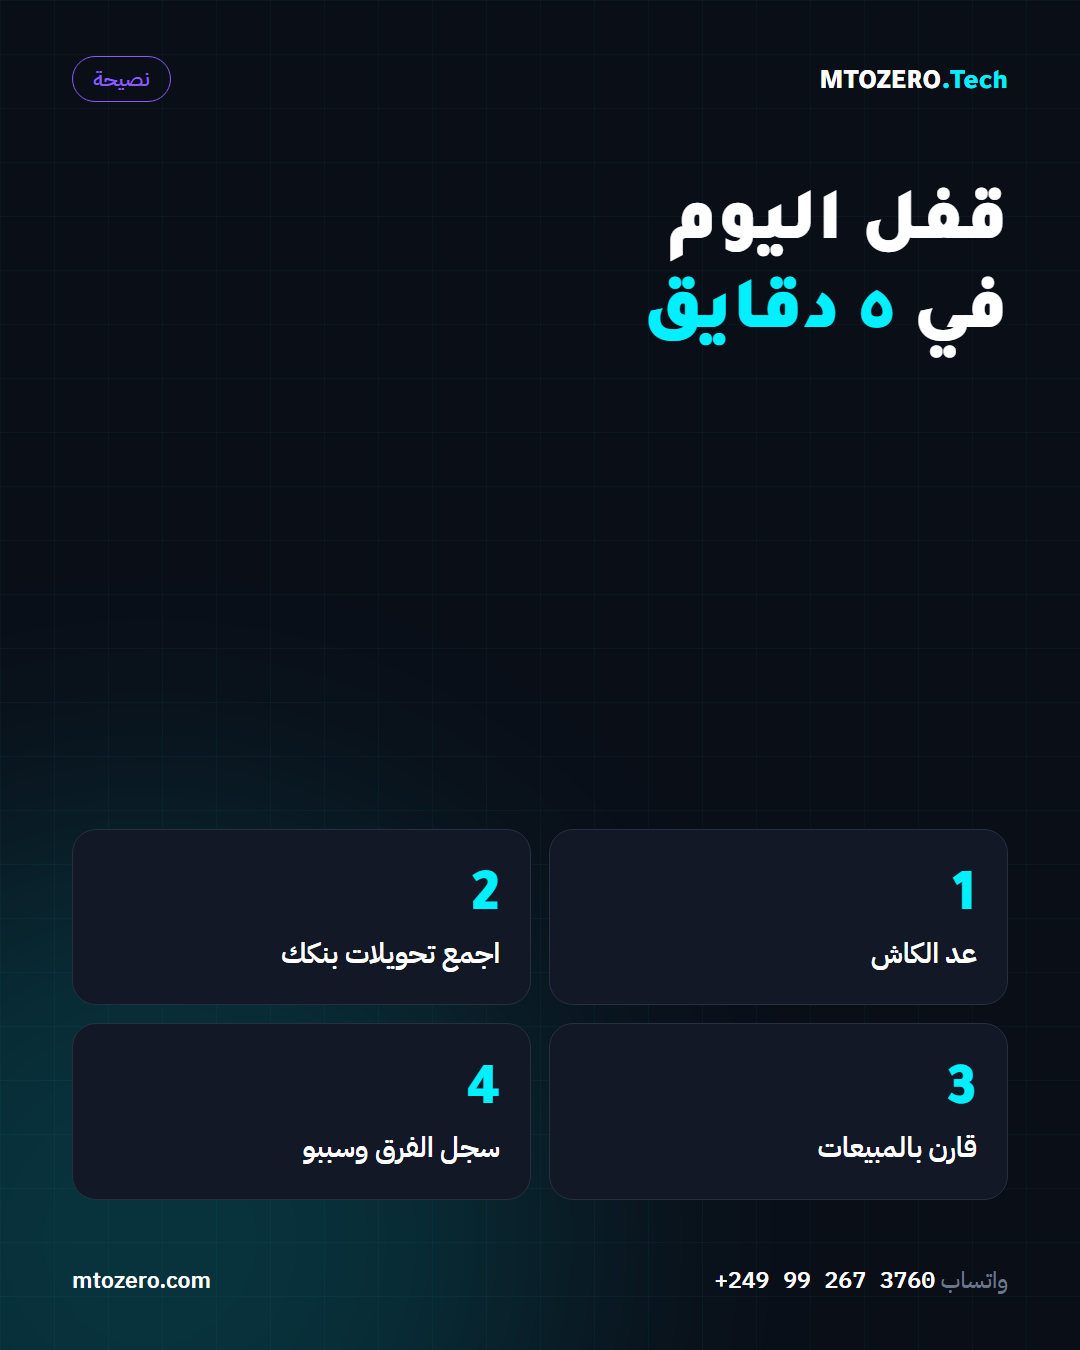 MTOZERO.Tech
نصيحة
قفل اليوم
في ٥ دقايق
1
عد الكاش
2
اجمع تحويلات بنكك
3
قارن بالمبيعات
4
سجل الفرق وسببو
واتساب +249 99 267 3760
mtozero.com